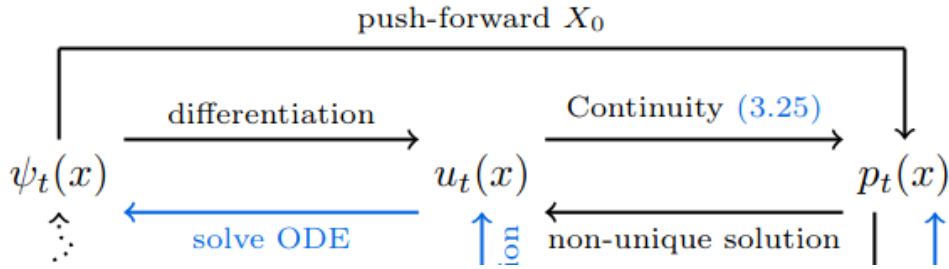 push-forward X₀
differentiation
Continuity (3.25)
ψₜ(x)
uₜ(x)
pₜ(x)
solve ODE
non-unique solution